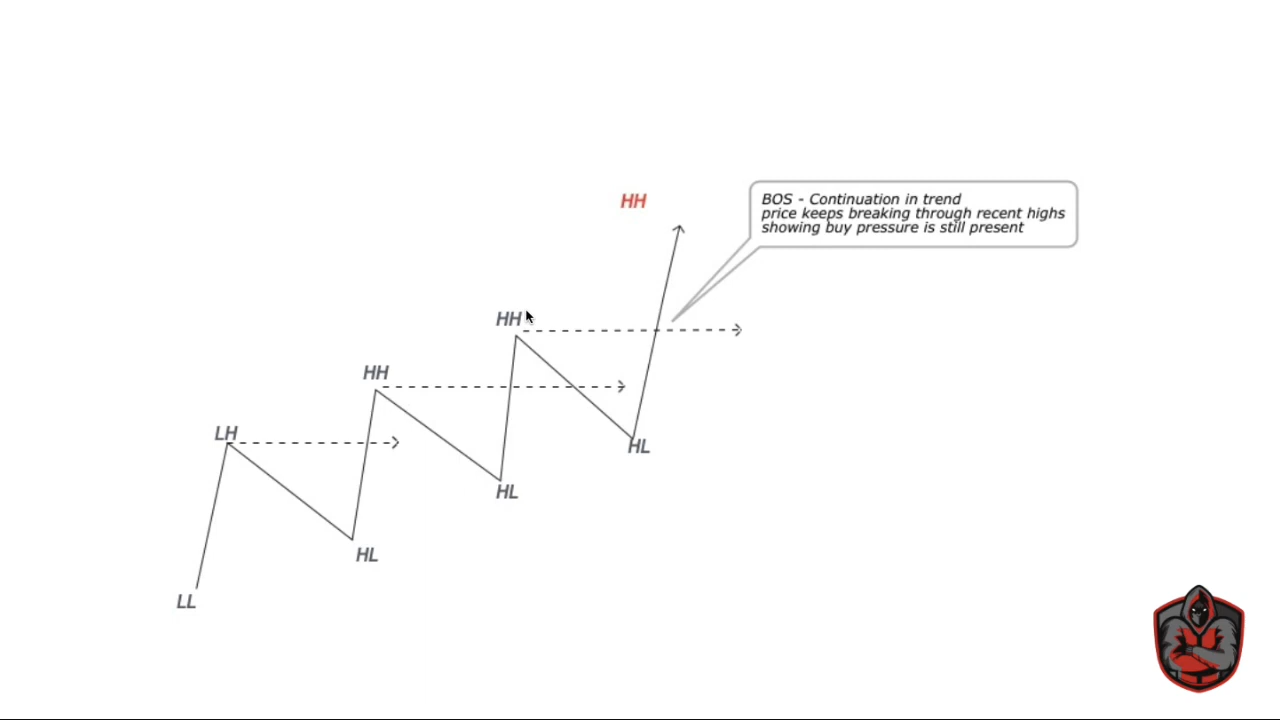 HH
BOS - Continuation in trend
price keeps breaking through recent highs
showing buy pressure is still present
HH
HH
LH
HL
HL
HL
LL